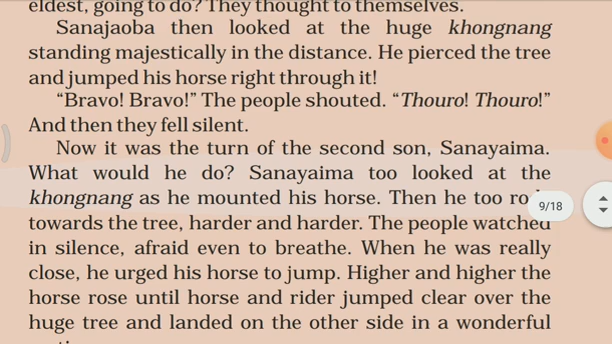 eldest, going to do? They thought to themselves.
Sanajaoba then looked at the huge khongnang
standing majestically in the distance. He pierced the tree
and jumped his horse right through it!
“Bravo! Bravo!” The people shouted. “Thouro! Thouro!”
And then they fell silent.
Now it was the turn of the second son, Sanayaima.
What would he do? Sanayaima too looked at the
khongnang as he mounted his horse. Then he too
towards the tree, harder and harder. The people watched
in silence, afraid even to breathe. When he was really
close, he urged his horse to jump. Higher and higher the
horse rose until horse and rider jumped clear over the
huge tree and landed on the other side in a wonderful
9/18